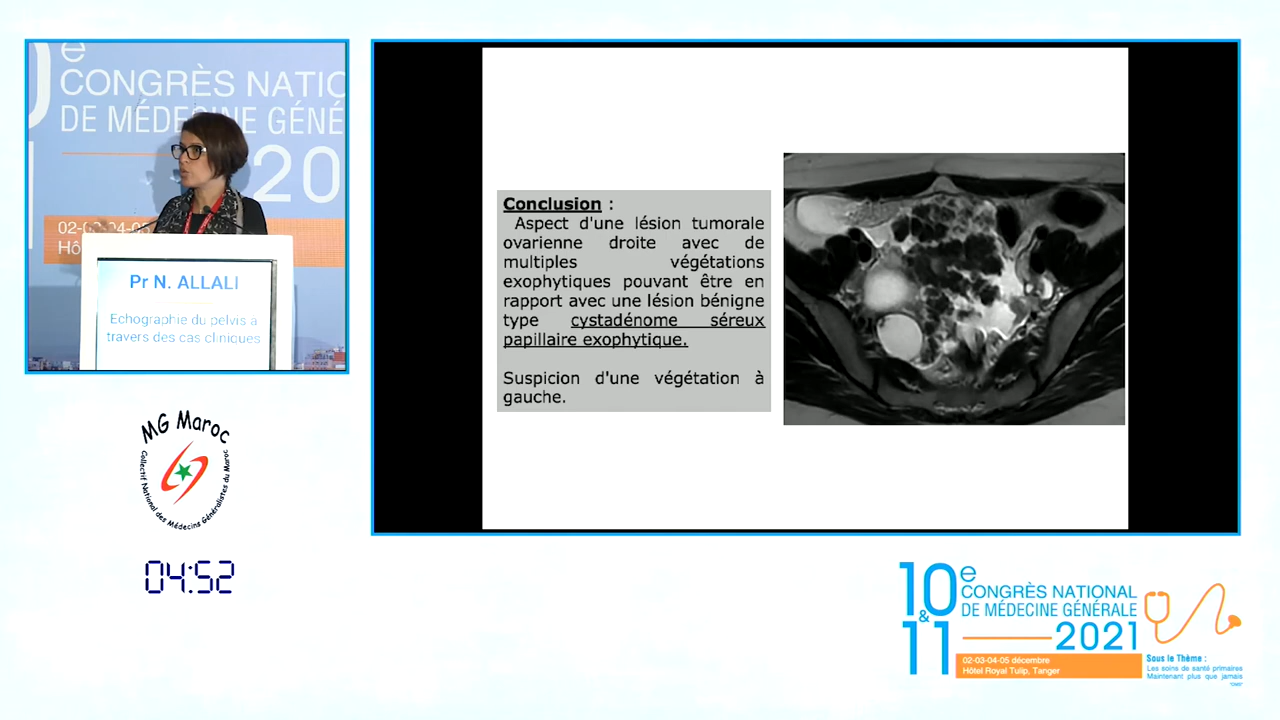 e
CONGRÈS NATIO
DE MÉDECINE GÉNÉ
20
02-03-04-05
Hô
Pr N. ALLALI
Echographie du pelvis à
travers des cas cliniques
Conclusion :
Aspect d'une lésion tumorale
ovarienne droite avec de
multiples végétations
exophytiques pouvant être en
rapport avec une lésion bénigne
type cystadénome séreux
papillaire exophytique.
Suspicion d'une végétation à
gauche.
MG Maroc
Collectif National des Médecins Généralistes du Maroc
04:52
10e
&
11
CONGRÈS NATIONAL
DE MÉDECINE GÉNÉRALE
2021
02-03-04-05 décembre
Hôtel Royal Tulip, Tanger
Sous le Thème :
Les soins de santé primaires
Maintenant plus que jamais